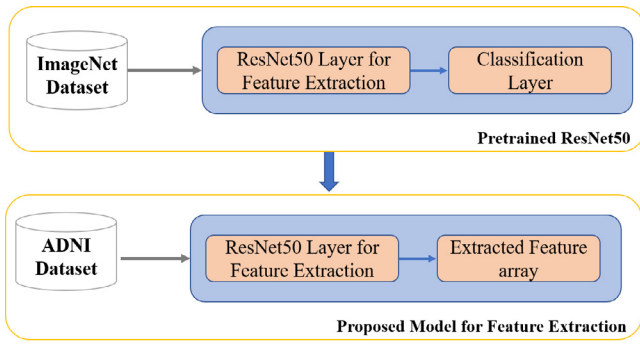 ImageNet
Dataset
ResNet50 Layer for
Feature Extraction
Classification
Layer
Pretrained ResNet50
ADNI
Dataset
ResNet50 Layer for
Feature Extraction
Extracted Feature
array
Proposed Model for Feature Extraction